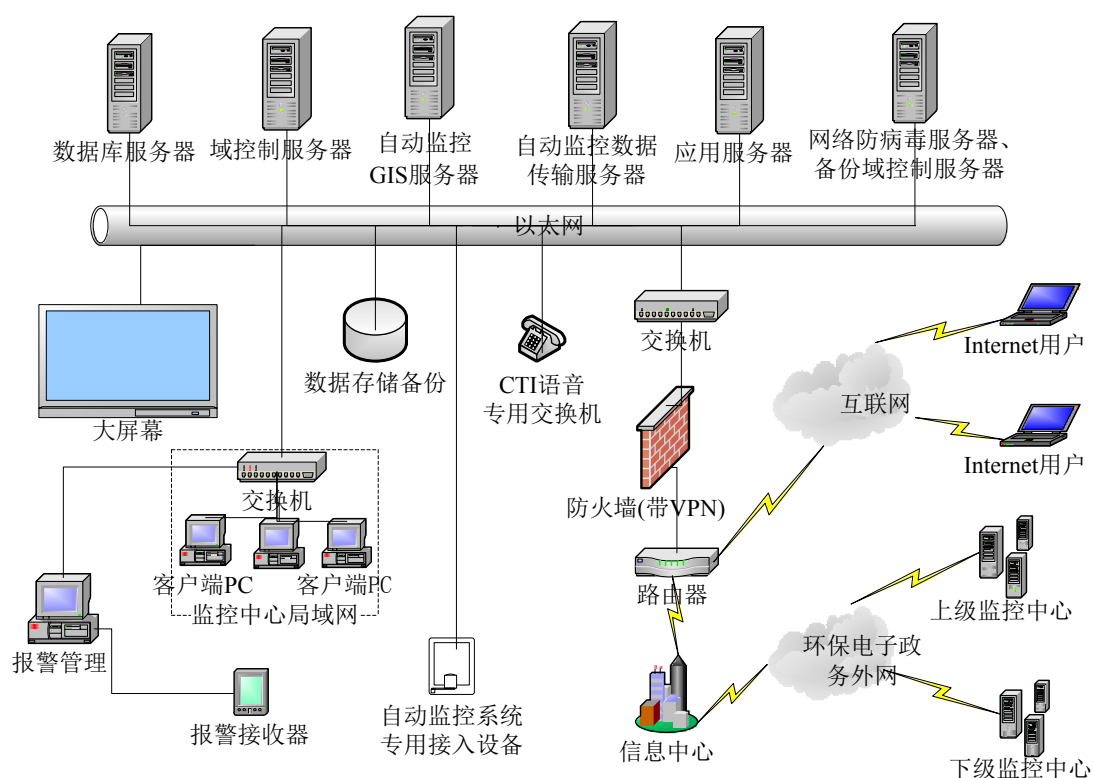 数据库服务器
域控制服务器
自动监控
GIS服务器
自动监控数据
传输服务器
应用服务器
网络防病毒服务器、
备份域控制服务器
以太网
大屏幕
数据存储备份
CTI语音
专用交换机
交换机
互联网
Internet用户
Internet用户
防火墙(带VPN)
交换机
客户端PC
客户端PC
监控中心局域网
报警管理
报警接收器
自动监控系统
专用接入设备
路由器
信息中心
环保电子政
务外网
上级监控中心
下级监控中心